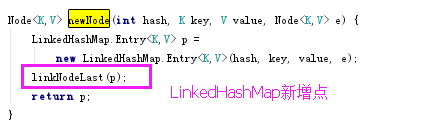 Node<K,V> newNode(int hash, K key, V value, Node<K,V> e) {
LinkedHashMap.Entry<K,V> p =
new LinkedHashMap.Entry<K,V>(hash, key, value, e);
linkNodeLast(p);
return p;
LinkedHashMap新增点
}